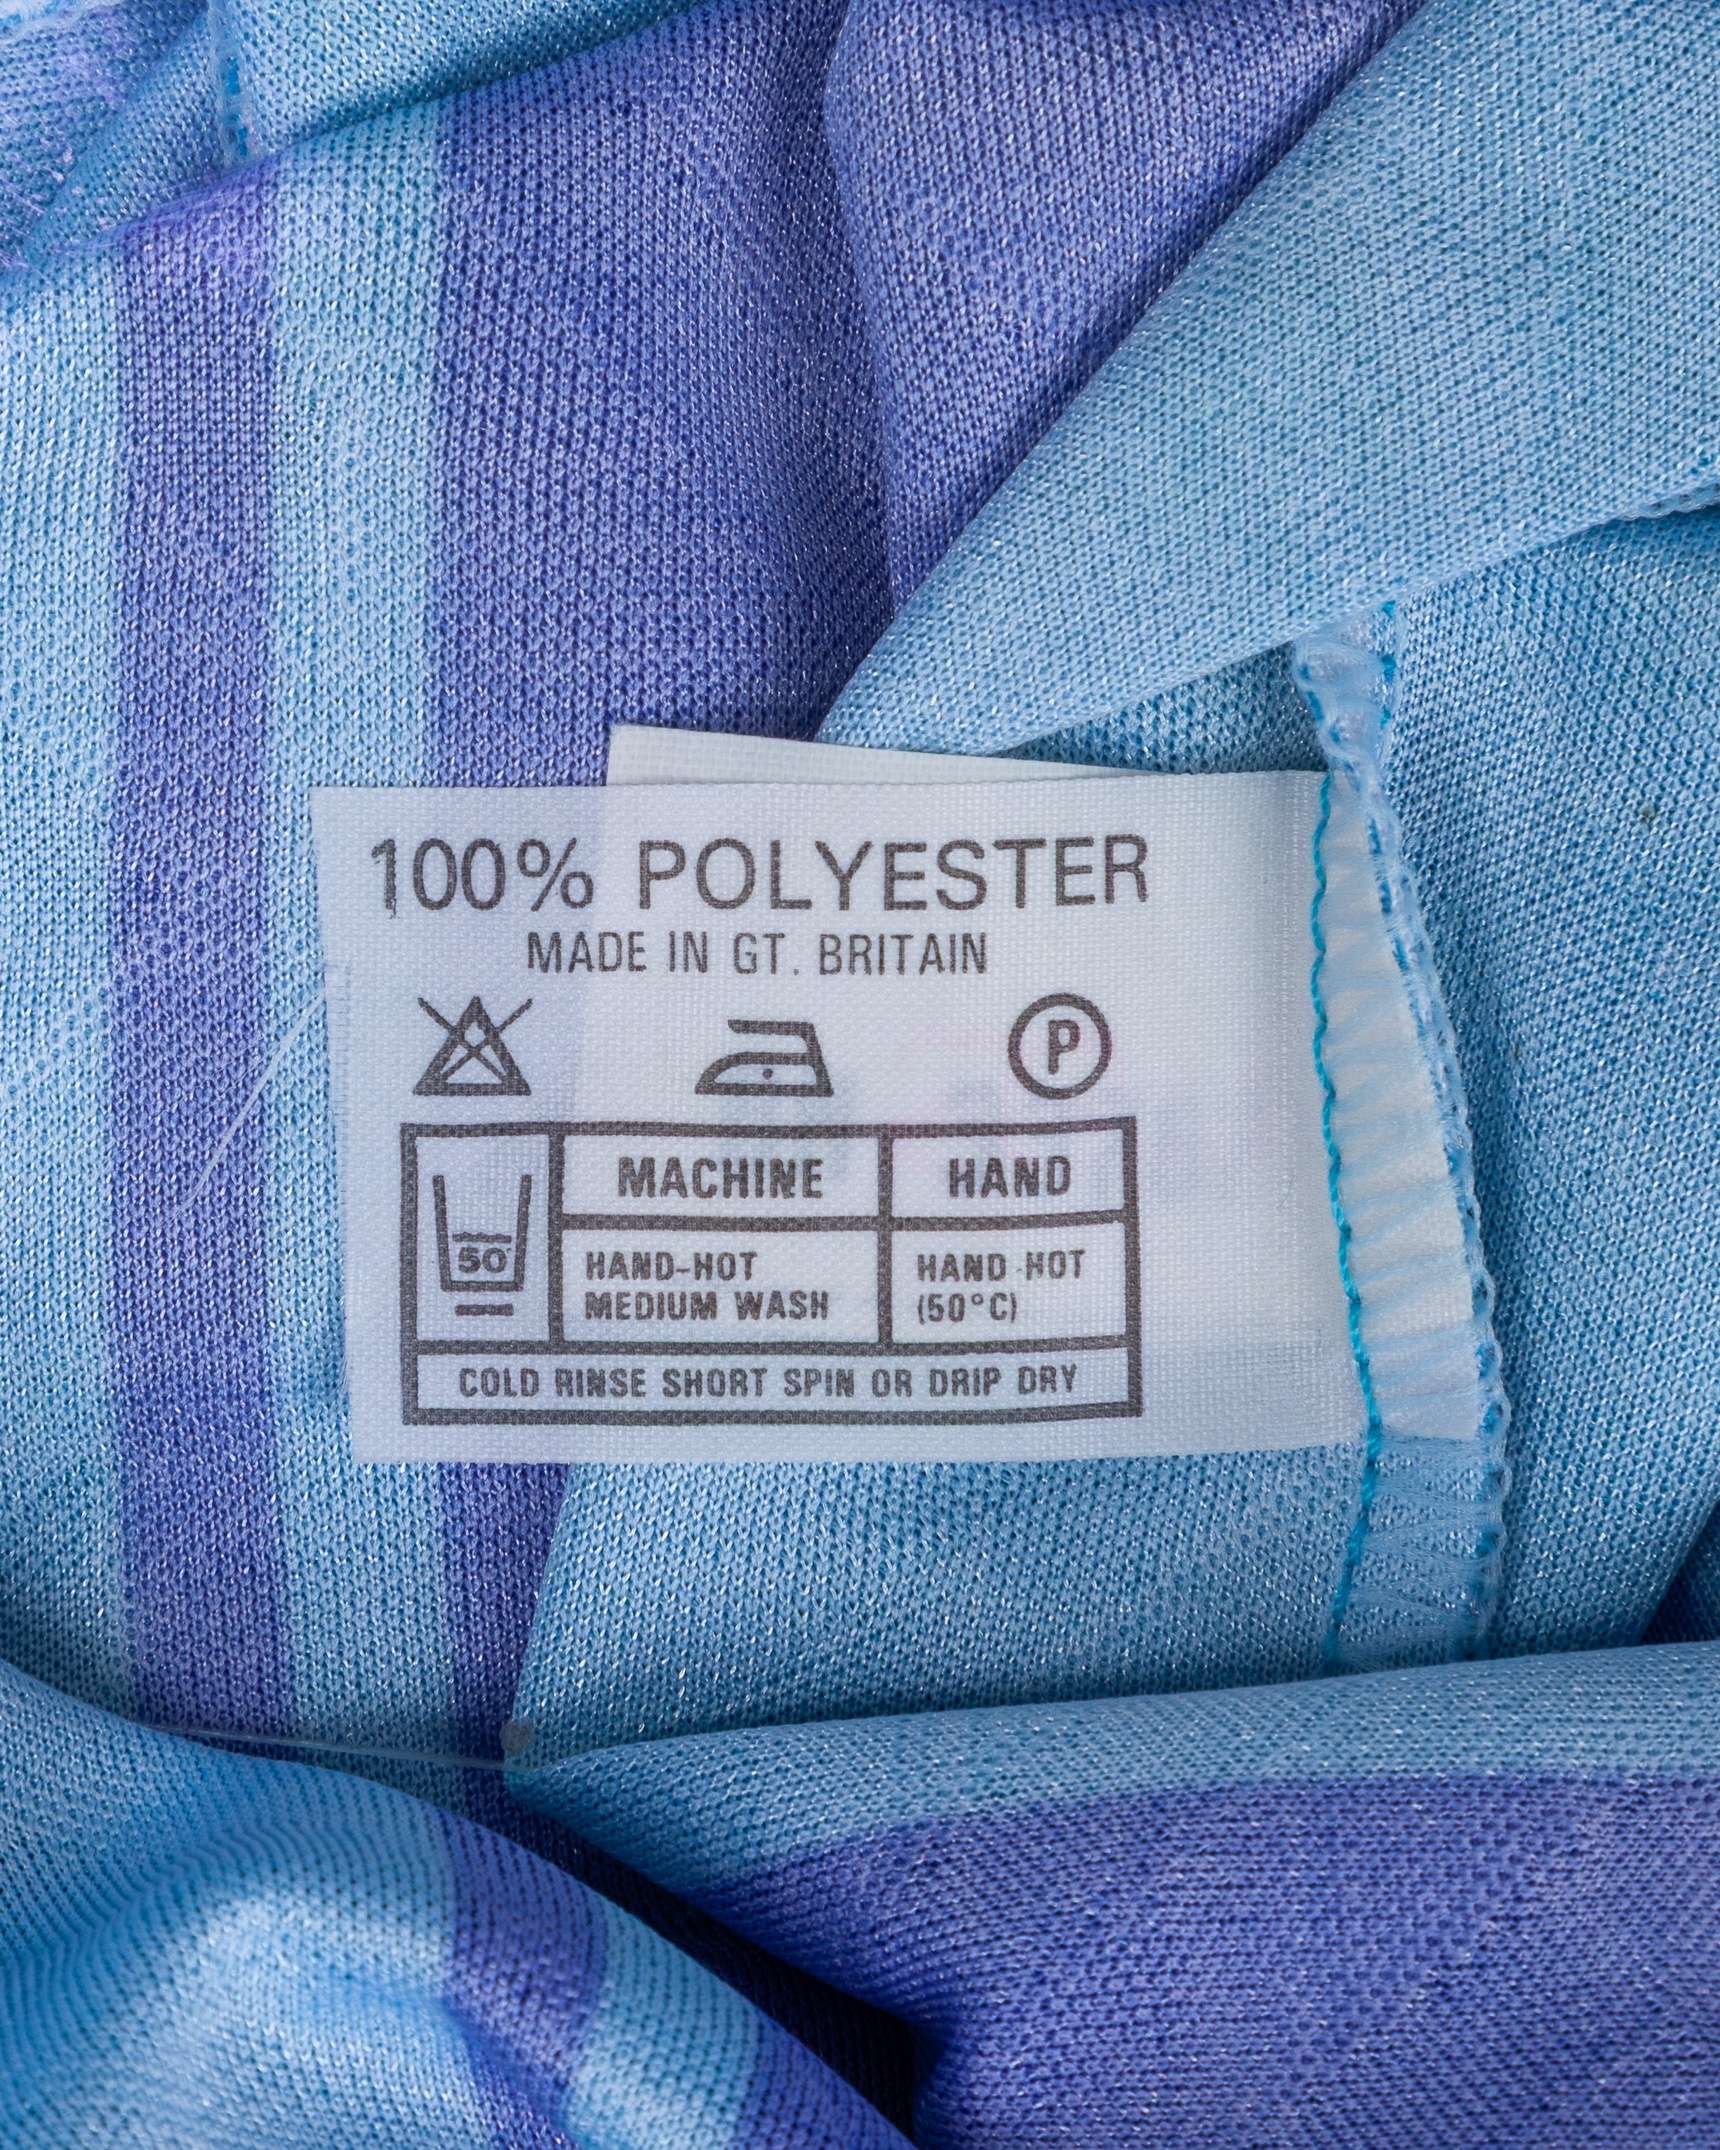 100% POLYESTER
MADE IN GT. BRITAIN
P
MACHINE
HAND
50°
HAND-HOT
MEDIUM WASH
HAND-HOT
(50°C)
COLD RINSE SHORT SPIN OR DRIP DRY